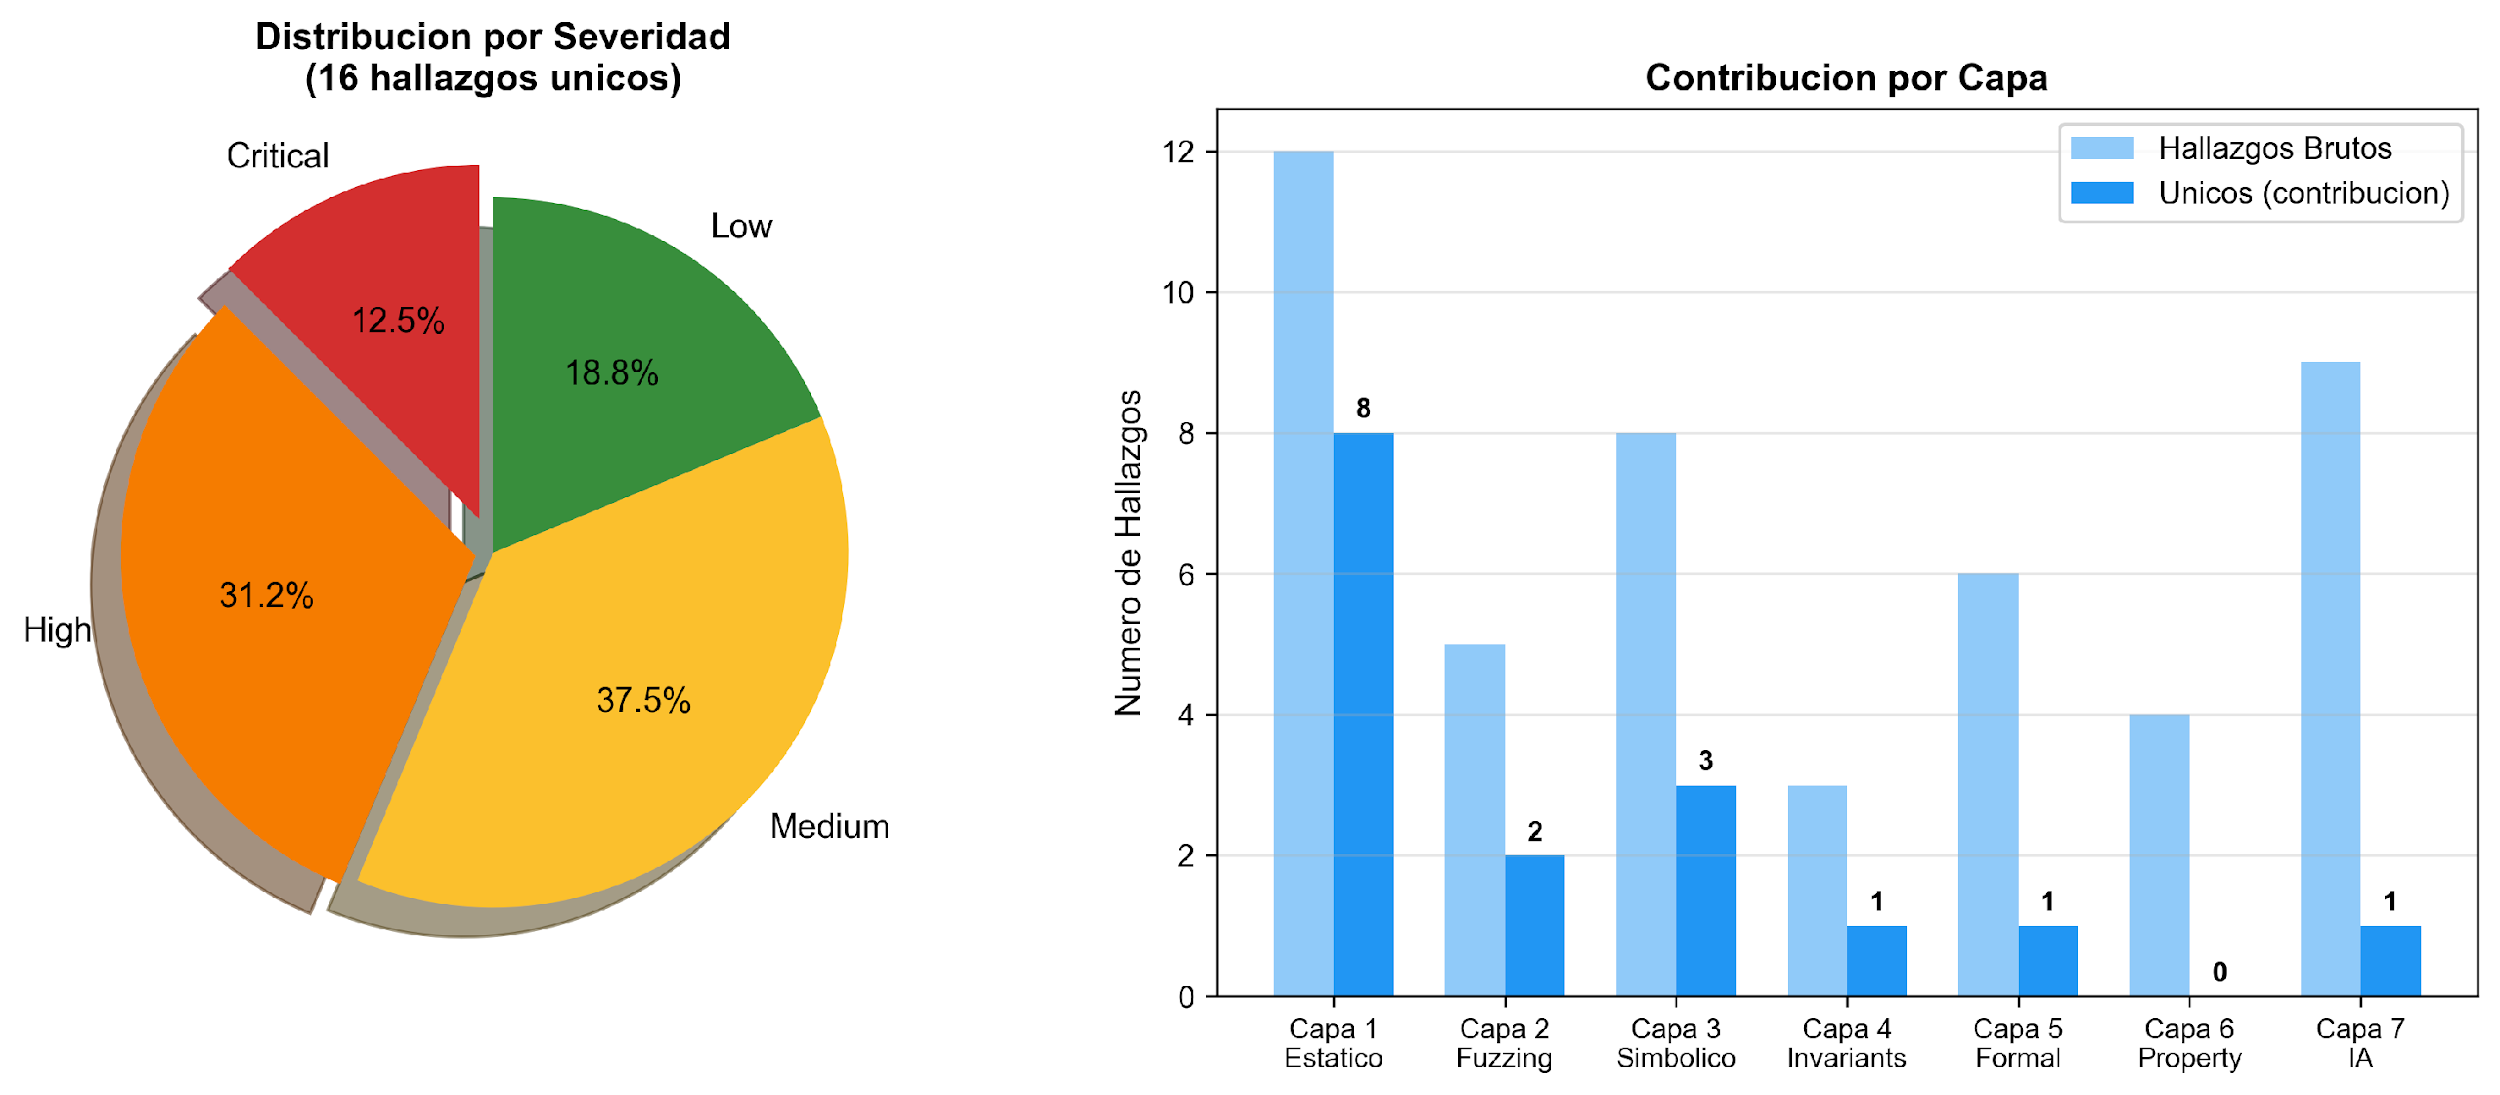 Distribucion por Severidad
(16 hallazgos unicos)
Critical
Low
12.5%
18.8%
31.2%
High
37.5%
Medium
Contribucion por Capa
Hallazgos Brutos
Unicos (contribucion)
Numero de Hallazgos
12
10
8
6
4
2
0
8
2
3
1
1
0
1
Capa 1
Estatico
Capa 2
Fuzzing
Capa 3
Simbolico
Capa 4
Invariants
Capa 5
Formal
Capa 6
Property
Capa 7
IA